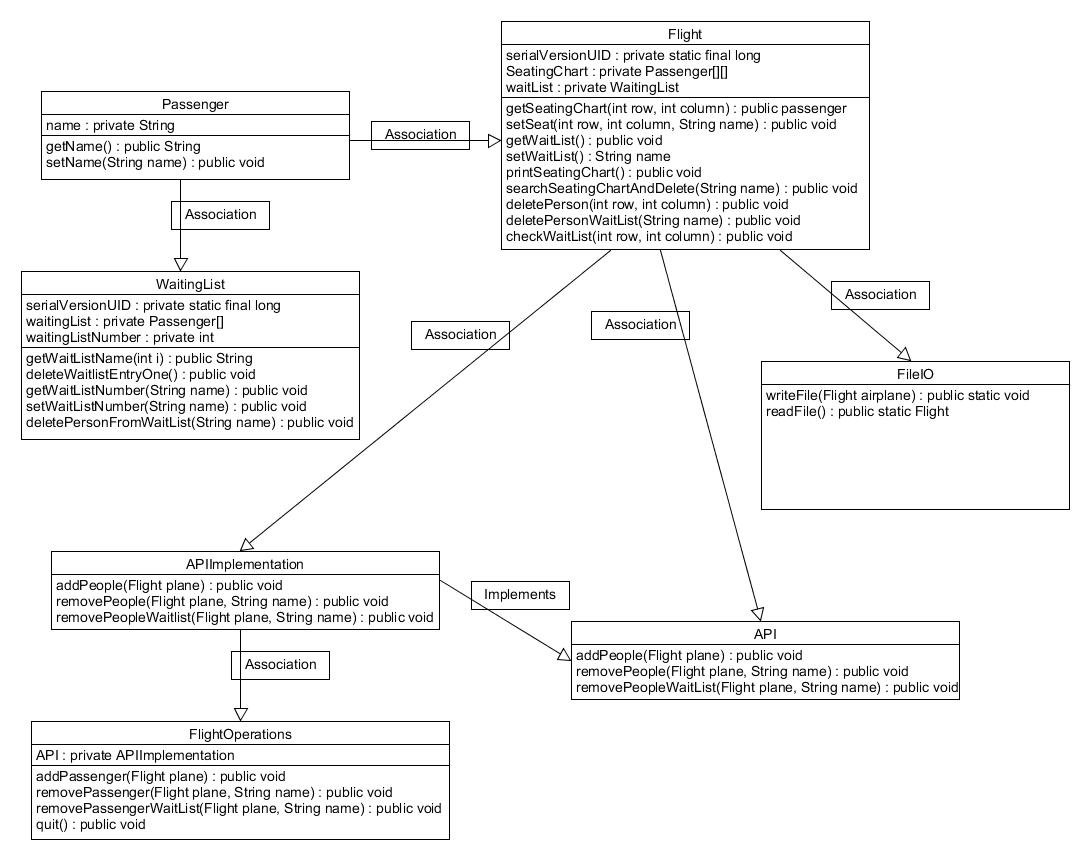 Flight
serialVersionUID : private static final long
SeatingChart : private Passenger[][]
waitList : private WaitingList
getSeatingChart(int row, int column) : public passenger
setSeat(int row, int column, String name) : public void
getWaitList() : public void
setWaitList() : String name
printSeatingChart() : public void
searchSeatingChartAndDelete(String name) : public void
deletePerson(int row, int column) : public void
deletePersonWaitList(String name) : public void
checkWaitList(int row, int column) : public void
Passenger
name : private String
getName() : public String
setName(String name) : public void
Association
Association
WaitingList
serialVersionUID : private static final long
waitingList : private Passenger[]
waitingListNumber : private int
getWaitListName(int i) : public String
deleteWaitlistEntryOne() : public void
getWaitListNumber(String name) : public void
setWaitListNumber(String name) : public void
deletePersonFromWaitList(String name) : public void
Association
Association
Association
FileIO
writeFile(Flight airplane) : public static void
readFile() : public static Flight
APIImplementation
addPeople(Flight plane) : public void
removePeople(Flight plane, String name) : public void
removePeopleWaitlist(Flight plane, String name) : public void
Implements
API
addPeople(Flight plane) : public void
removePeople(Flight plane, String name) : public void
removePeopleWaitList(Flight plane, String name) : public void
Association
FlightOperations
API : private APIImplementation
addPassenger(Flight plane) : public void
removePassenger(Flight plane, String name) : public void
removePassengerWaitList(Flight plane, String name) : public void
quit() : public void